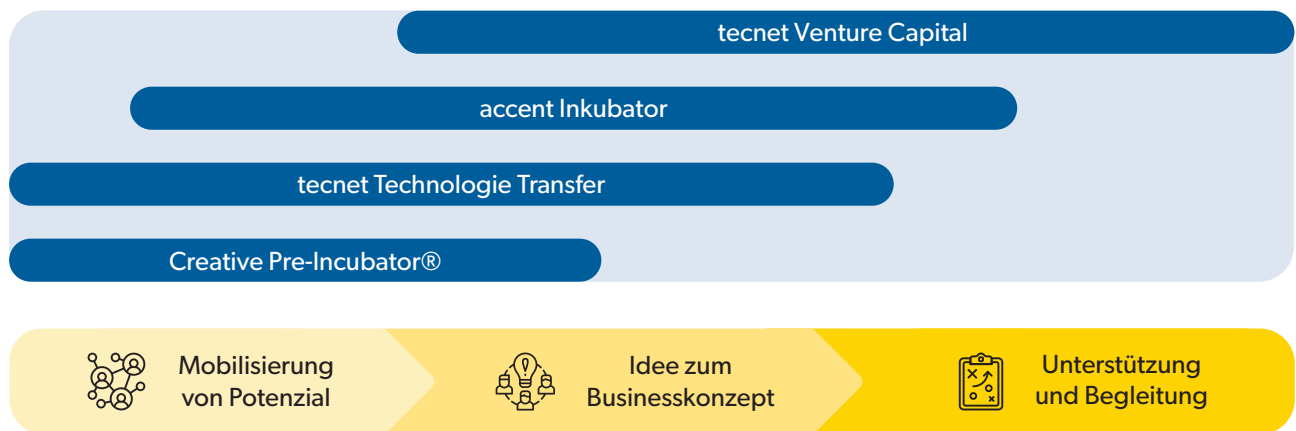 tecnet Venture Capital
accent Inkubator
tecnet Technologie Transfer
Creative Pre-Incubator®
Mobilisierung
von Potenzial
Idee zum
Businesskonzept
Unterstützung
und Begleitung